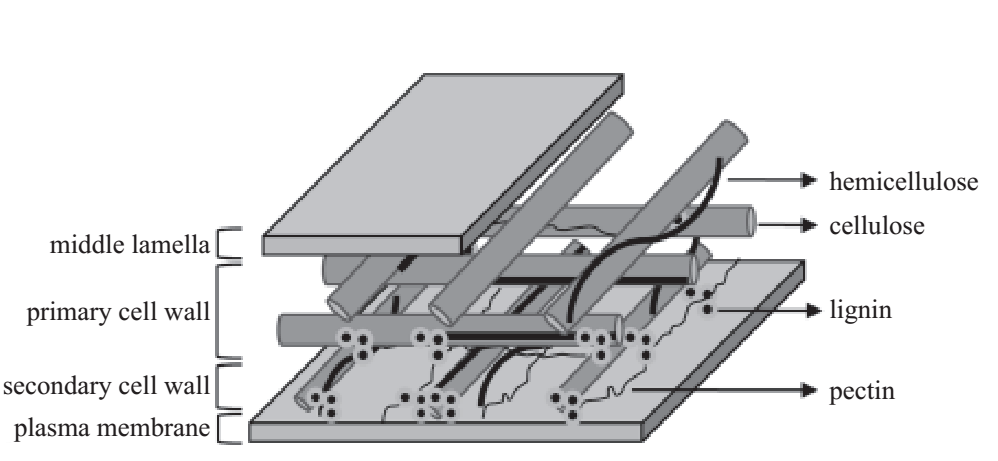 middle lamella
primary cell wall
secondary cell wall
plasma membrane
hemicellulose
cellulose
lignin
pectin